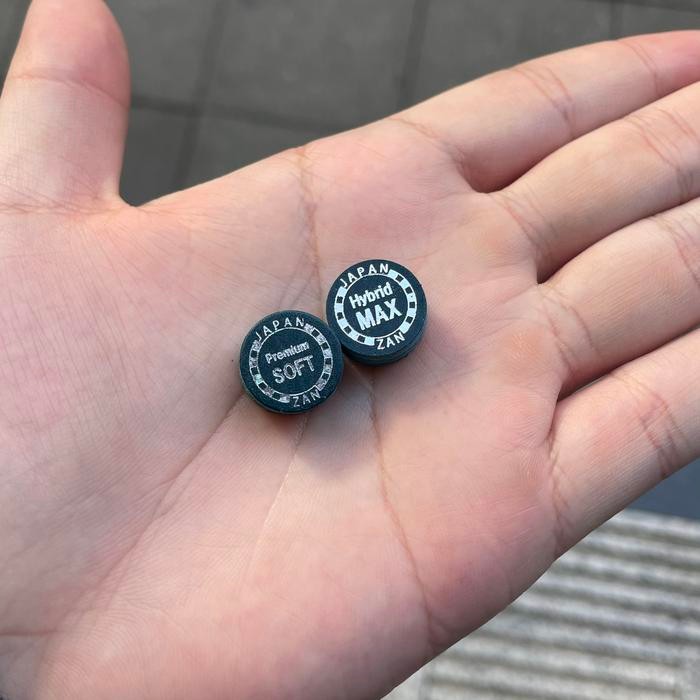 JAPAN
Premium
SOFT
ZAN
JAPAN
Hybrid
MAX
ZAN